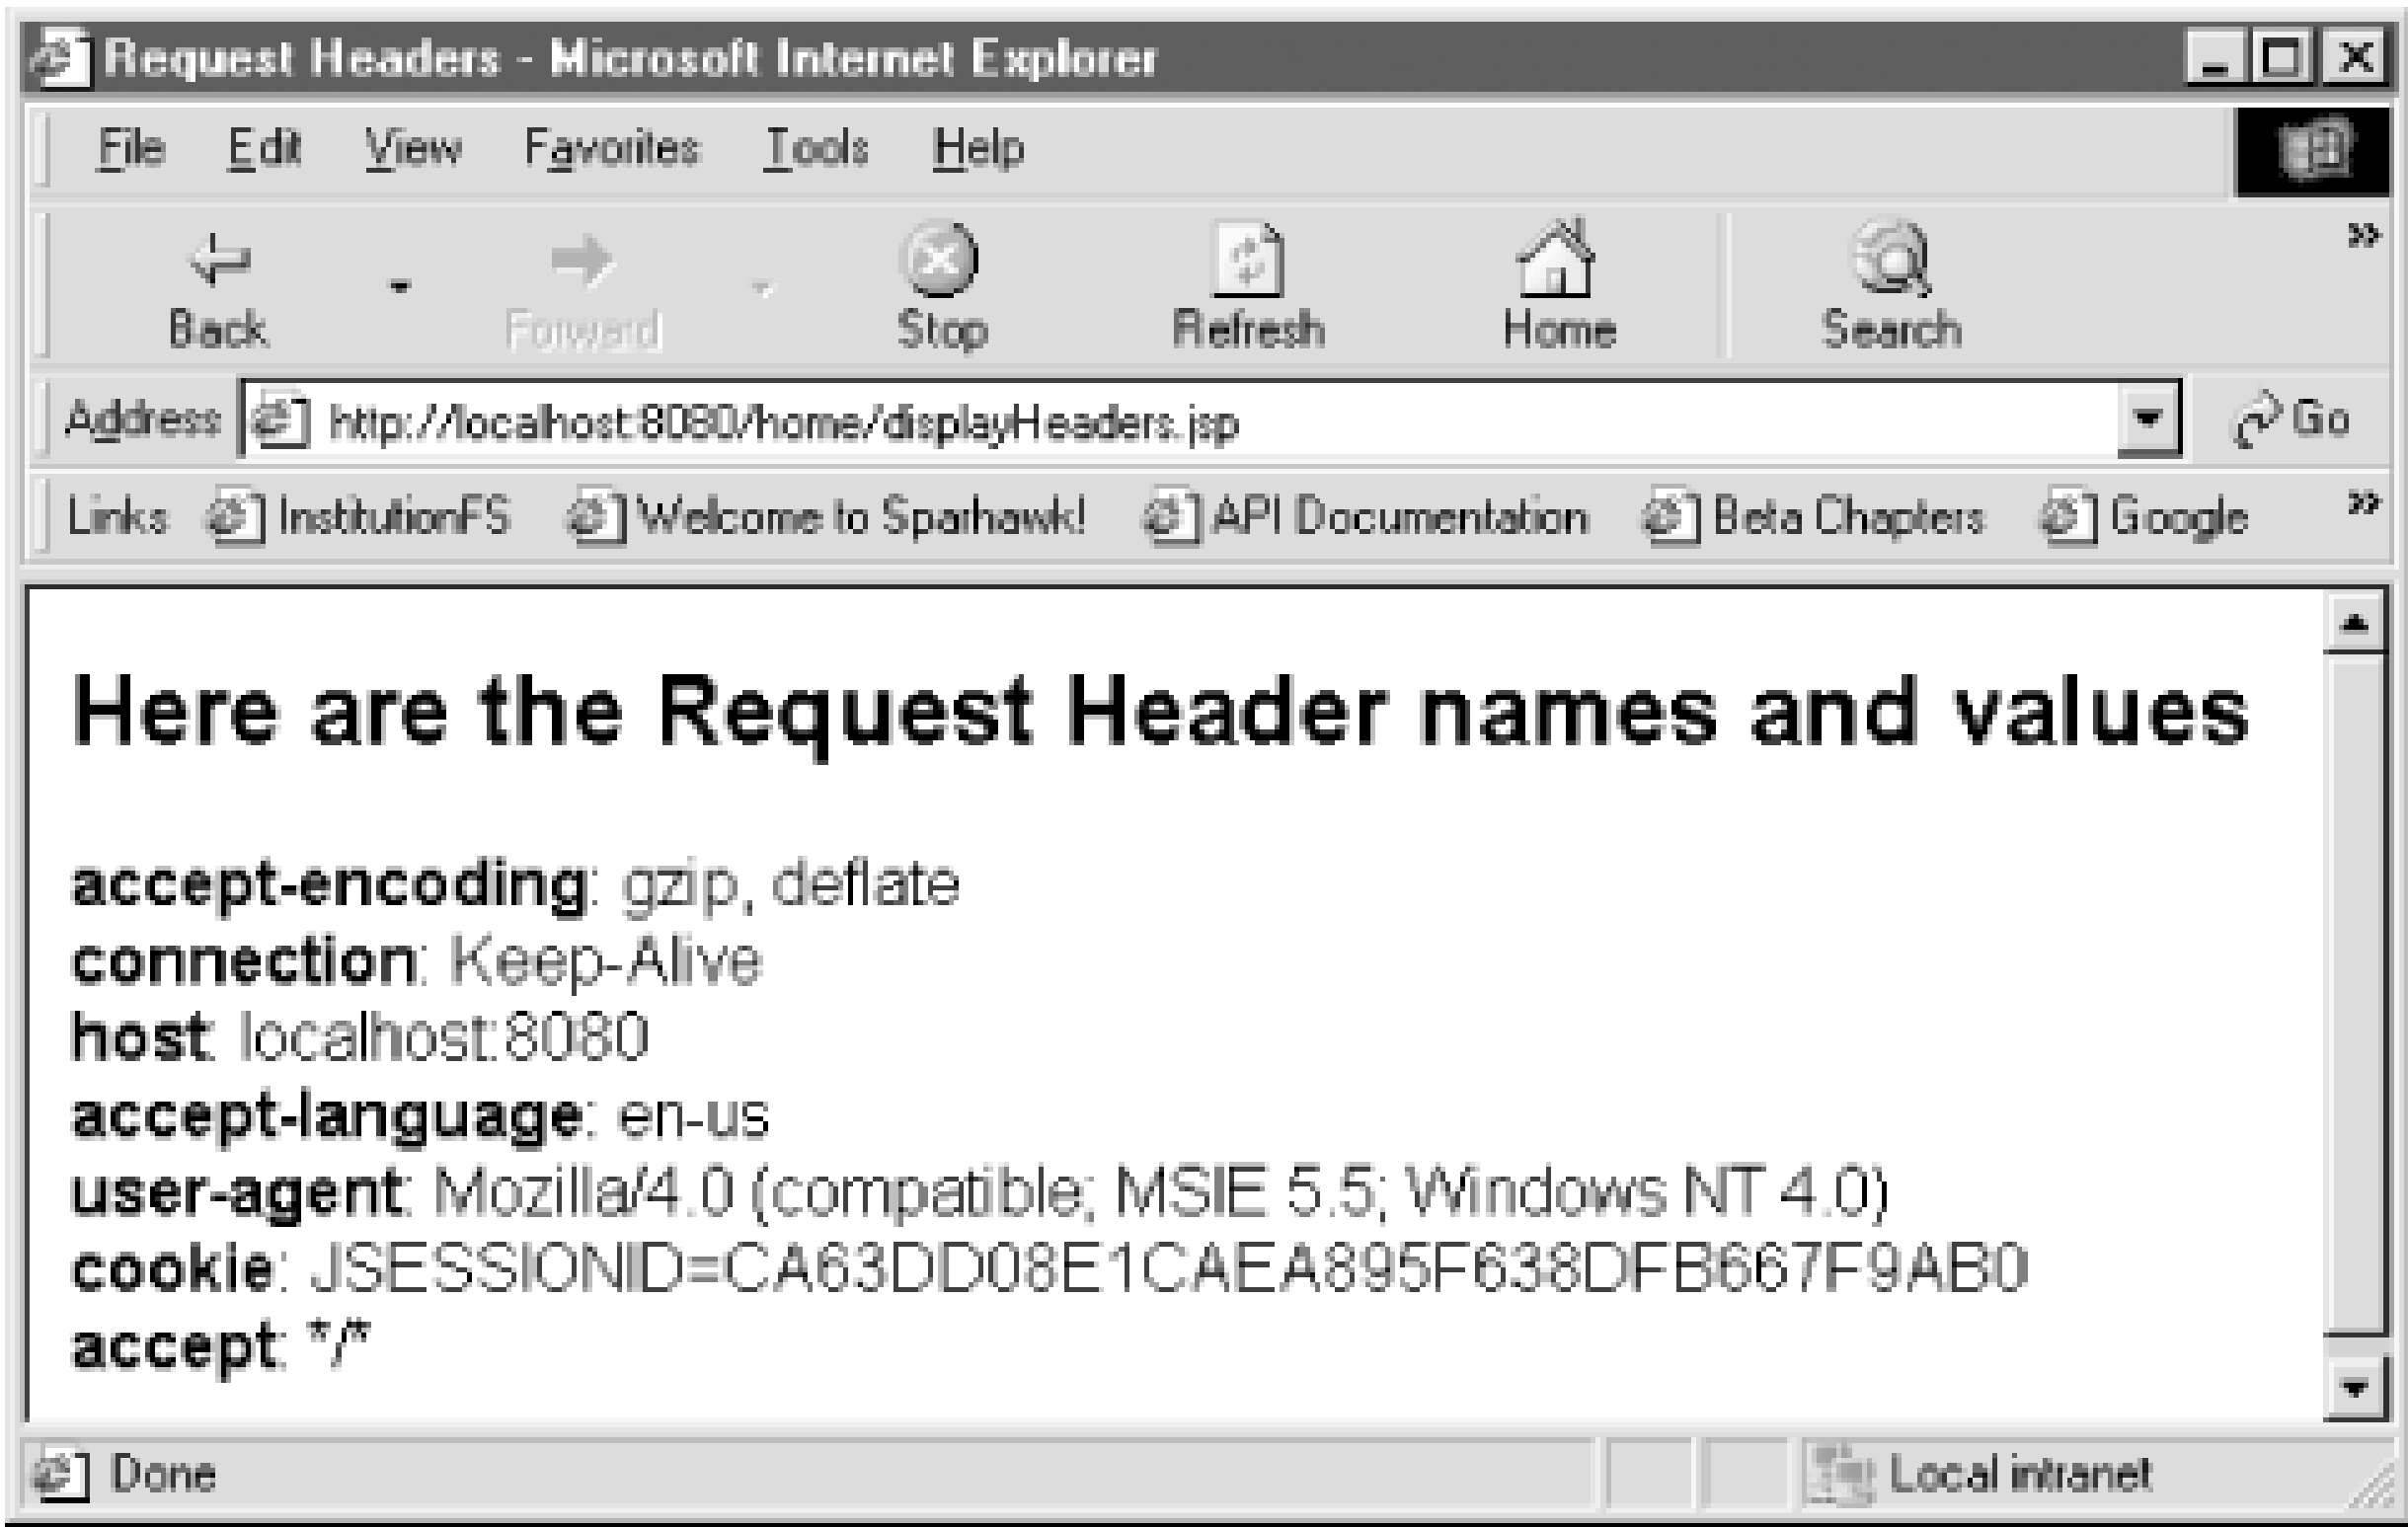 Request Headers - Microsoft Internet Explorer
File Edit View Favorites Tools Help
Back Forward Stop Refresh Home Search »
Address http://localhost:8080/home/displayHeaders.jsp Go
Links InstitutionFS Welcome to Sparhawk! API Documentation Beta Chapters Google »
Here are the Request Header names and values
accept-encoding: gzip, deflate
connection: Keep-Alive
host: localhost:8080
accept-language: en-us
user-agent: Mozilla/4.0 (compatible; MSIE 5.5; Windows NT 4.0)
cookie: JSESSIONID=CA63DD08E1CAEA895F638DFB667F9AB0
accept: */*
Done Local intranet